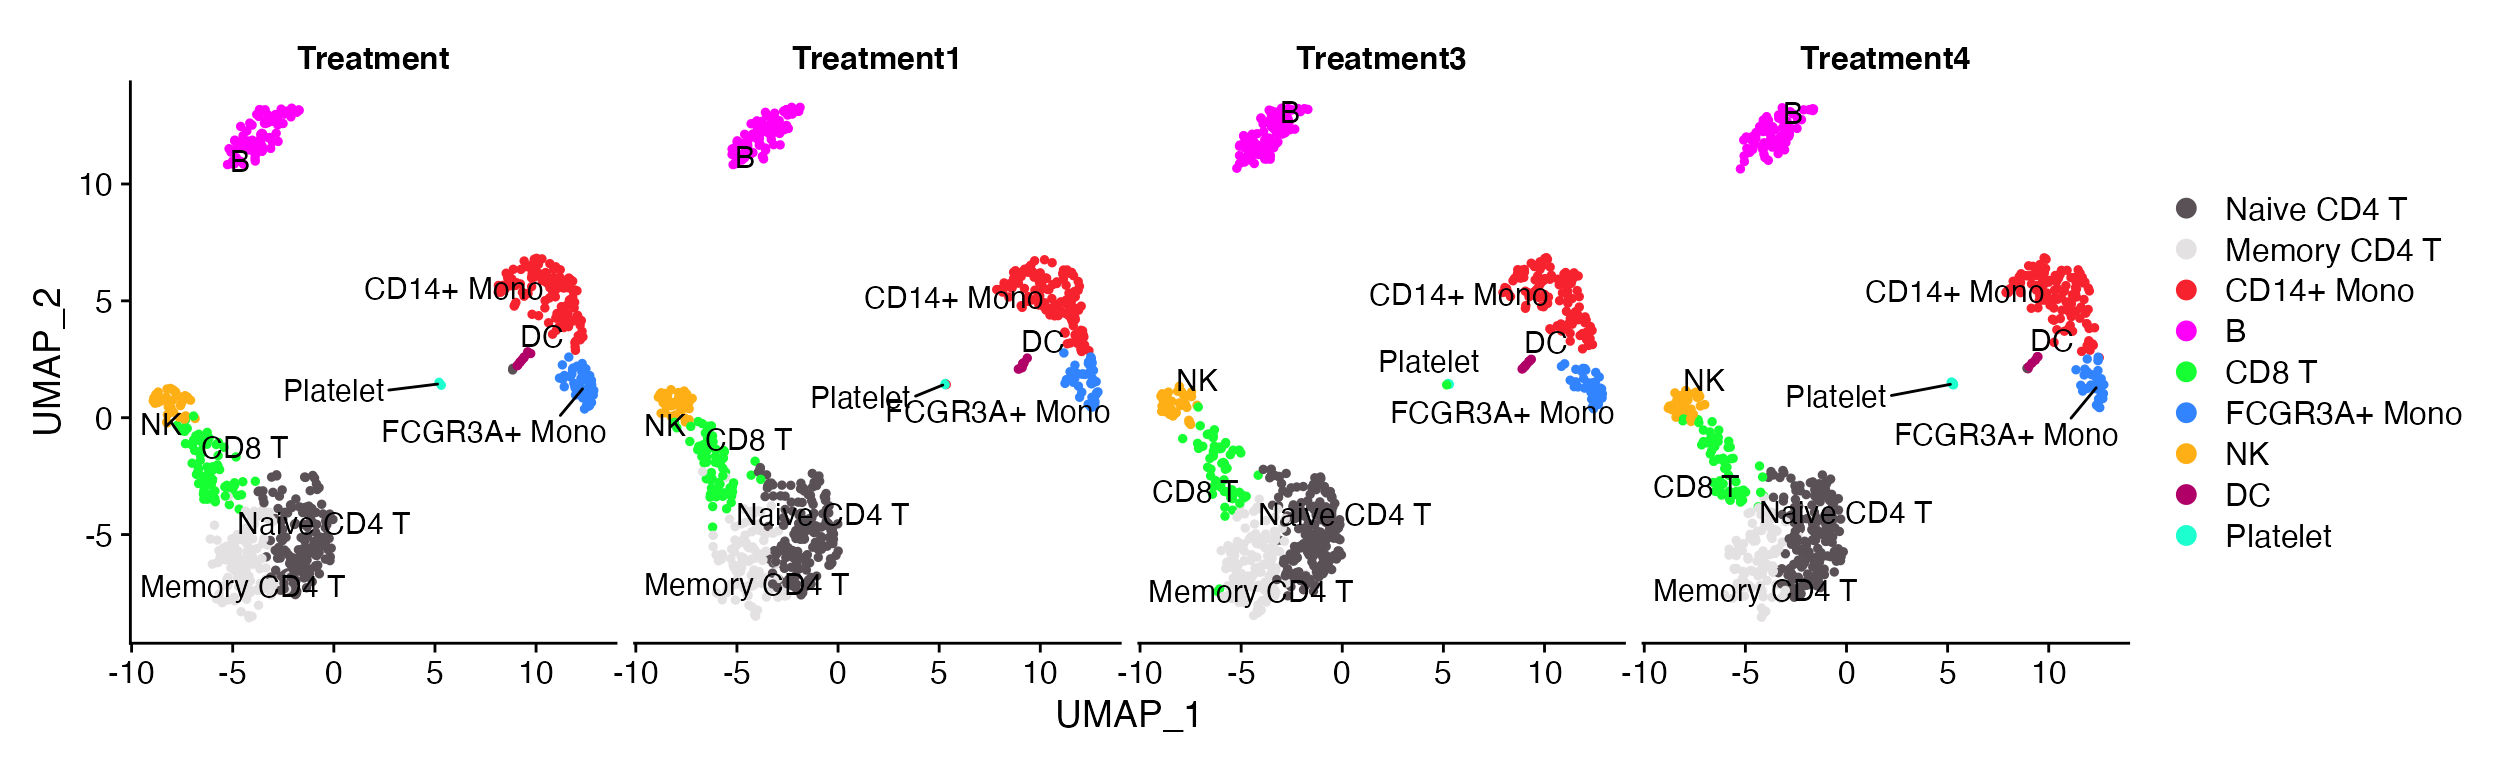 Treatment
Treatment1
Treatment3
Treatment4
UMAP_2
10
5
0
-5
B
CD14+ Mono
DC
Platelet
FCGR3A+ Mono
NK
CD8 T
Naive CD4 T
Memory CD4 T
-10 -5 0 5 10
B
CD14+ Mono
DC
Platelet
FCGR3A+ Mono
NK
CD8 T
Naive CD4 T
Memory CD4 T
-10 -5 0 5 10
B
CD14+ Mono
DC
Platelet
FCGR3A+ Mono
NK
CD8 T
Naive CD4 T
Memory CD4 T
-10 -5 0 5 10
B
CD14+ Mono
DC
Platelet
FCGR3A+ Mono
NK
CD8 T
Naive CD4 T
Memory CD4 T
-10 -5 0 5 10
UMAP_1
Naive CD4 T
Memory CD4 T
CD14+ Mono
B
CD8 T
FCGR3A+ Mono
NK
DC
Platelet